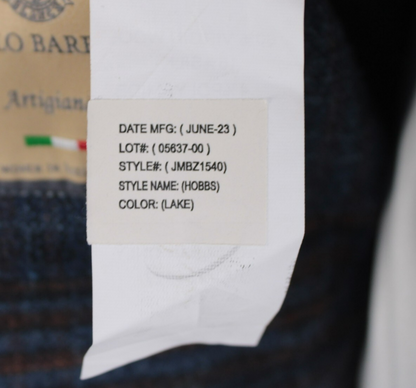 LO BARB
Artigiana
DATE MFG: ( JUNE-23 )
LOT#: ( 05637-00 )
STYLE#: ( JMBZ1540)
STYLE NAME: (HOBBS)
COLOR: (LAKE)